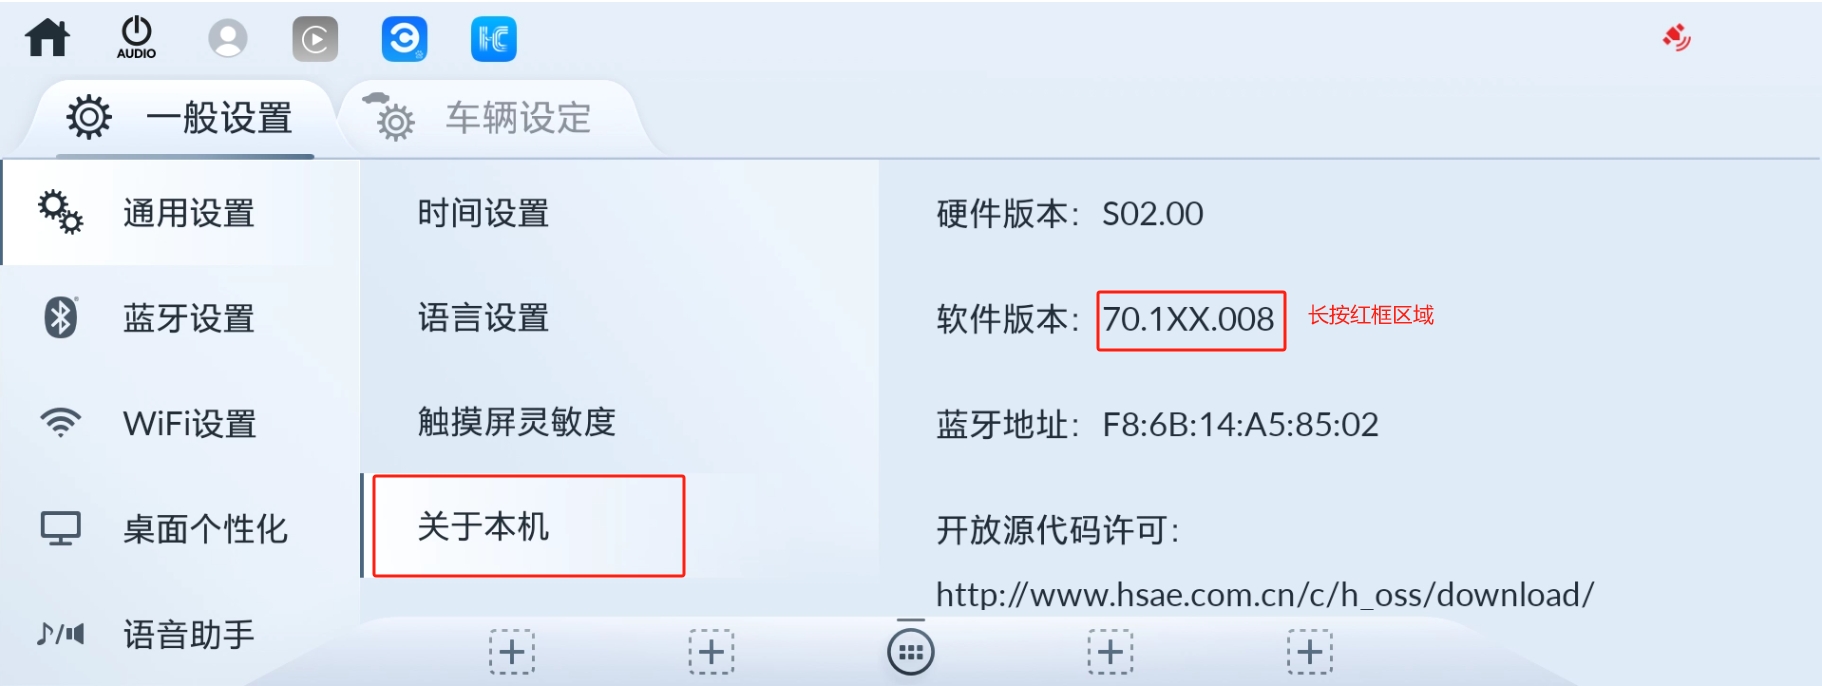 AUDIO
一般设置
车辆设定
通用设置
蓝牙设置
WiFi设置
桌面个性化
语音助手
时间设置
语言设置
触摸屏灵敏度
关于本机
硬件版本： S02.00
软件版本： 70.1XX.008 长按红框区域
蓝牙地址： F8:6B:14:A5:85:02
开放源代码许可：
http://www.hsae.com.cn/c/h_oss/download/